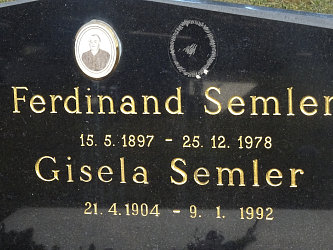 Ferdinand Semler
15. 5. 1897 - 25. 12. 1978
Gisela Semler
21. 4. 1904 - 9. 1. 1992